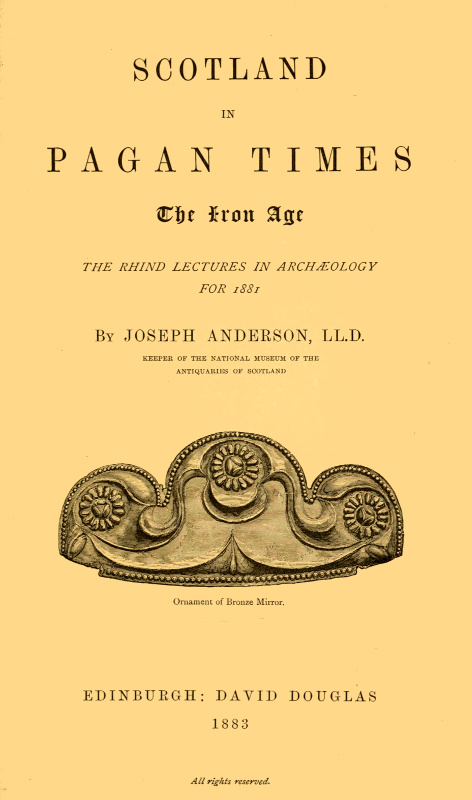 SCOTLAND
IN
PAGAN TIMES
The Iron Age
THE RHIND LECTURES IN ARCHÆOLOGY
FOR 1881
By JOSEPH ANDERSON, LL.D.
KEEPER OF THE NATIONAL MUSEUM OF THE
ANTIQUARIES OF SCOTLAND
Ornament of Bronze Mirror.
EDINBURGH: DAVID DOUGLAS
1883
All rights reserved.